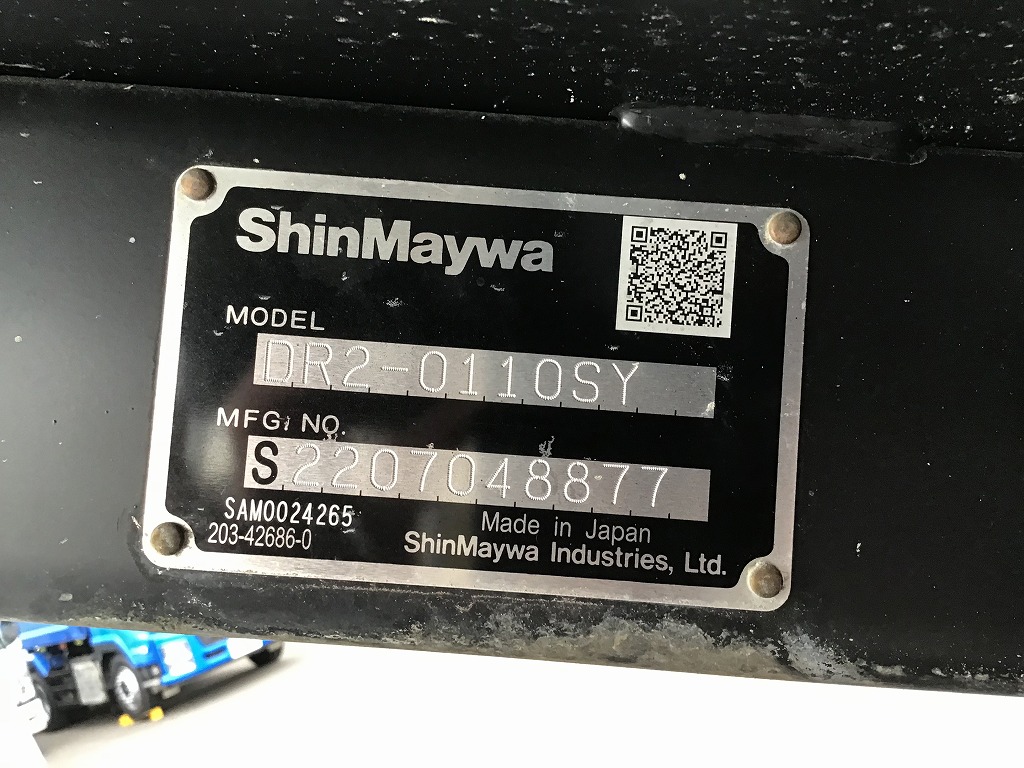 ShinMaywa
MODEL
DR2-0110SY
MFG. NO.
S2207048877
SAM0024265
203-42686-0
Made in Japan
ShinMaywa Industries, Ltd.